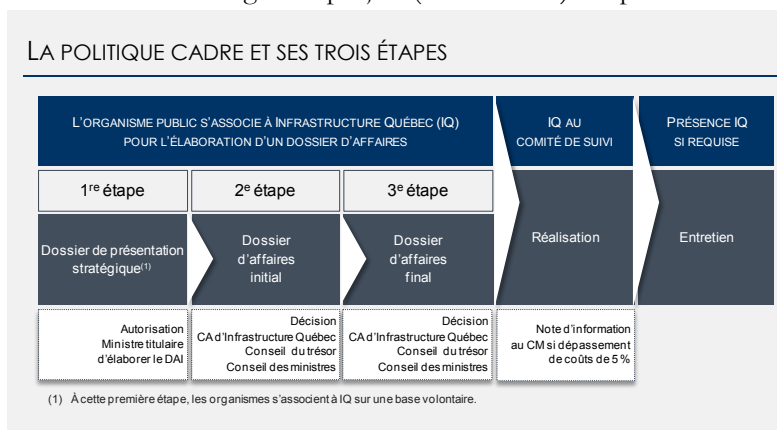 LA POLITIQUE CADRE ET SES TROIS ÉTAPES
L'ORGANISME PUBLIC S'ASSOCIE À INFRASTRUCTURE QUÉBEC (IQ)
POUR L'ÉLABORATION D'UN DOSSIER D'AFFAIRES
IQ AU
COMITÉ DE SUIVI
PRÉSENCE IQ
SI REQUISE
1re étape
2e étape
3e étape
Dossier de présentation
stratégique(1)
Dossier
d'affaires
initial
Dossier
d'affaires
final
Réalisation
Entretien
Autorisation
Ministre titulaire
d'élaborer le DAI
Décision
CA d'Infrastructure Québec
Conseil du trésor
Conseil des ministres
Décision
CA d'Infrastructure Québec
Conseil du trésor
Conseil des ministres
Note d'information
au CM si dépassement
de coûts de 5 %
(1) À cette première étape, les organismes s'associent à IQ sur une base volontaire.